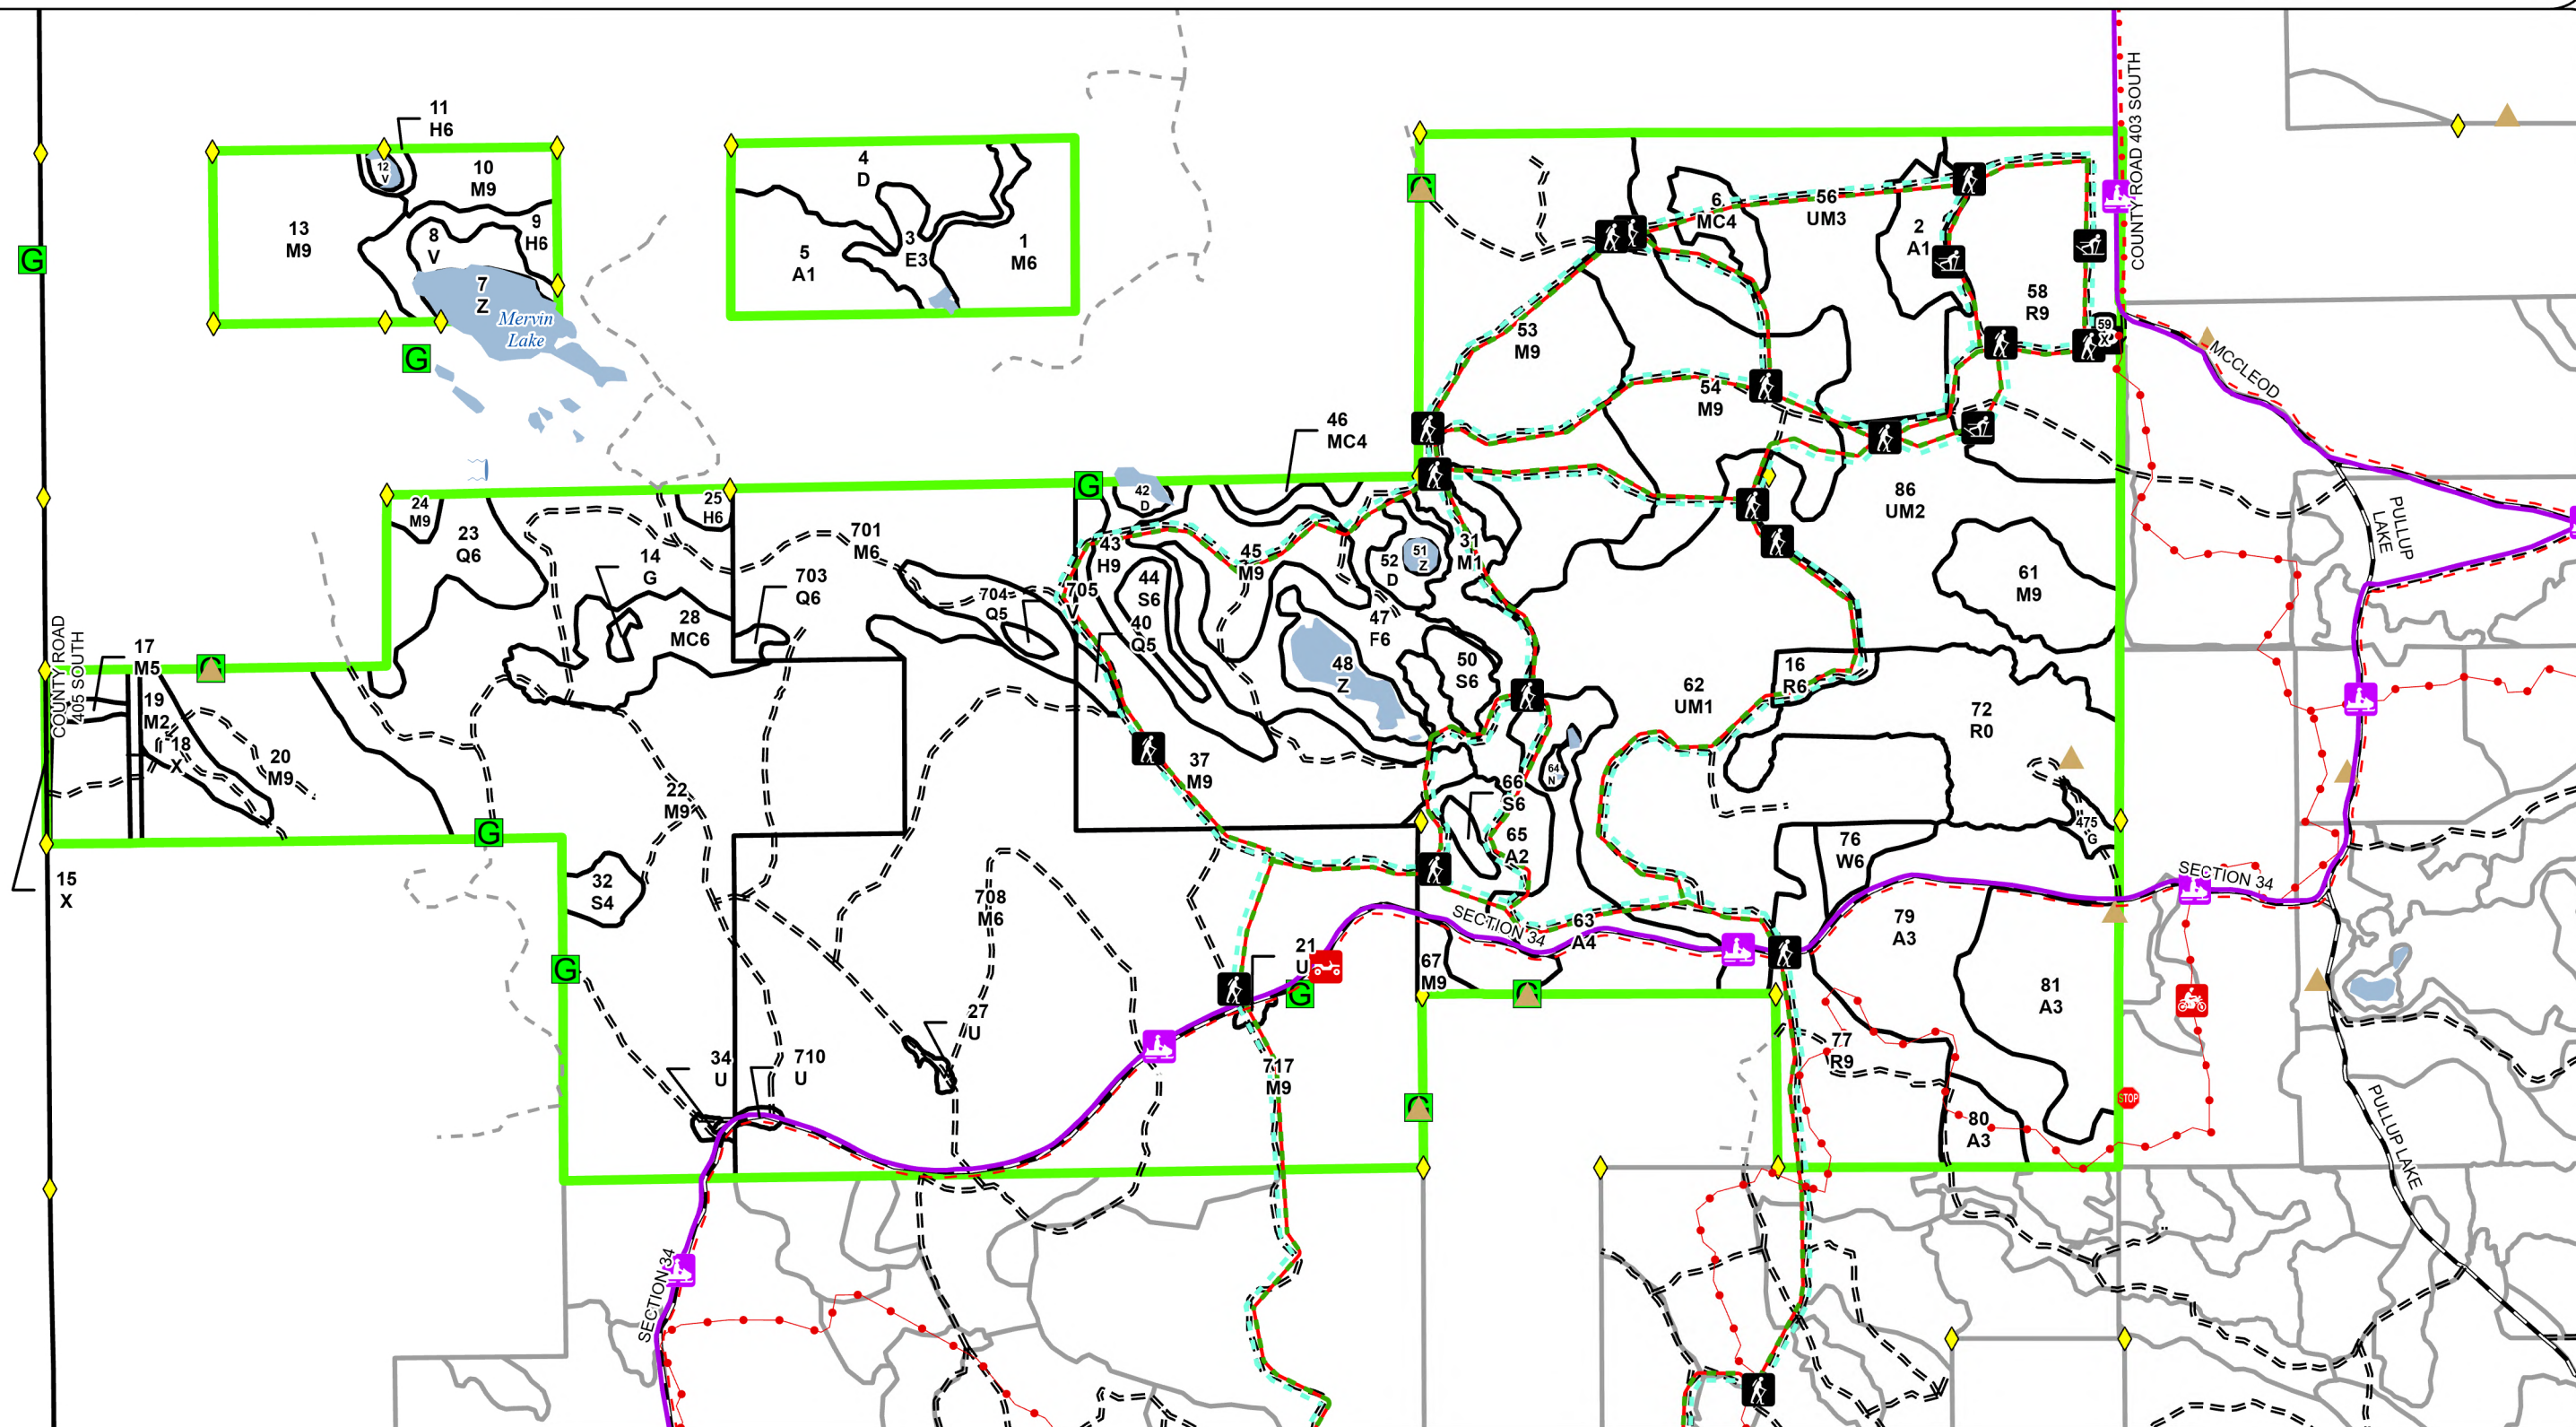 11
H6
12
V
10
M9
13
M9
8
V
9
H6
7
Z
Mervin
Lake
G
G
4
D
3
E3
5
A1
1
M6
COUNTY ROAD 403 SOUTH
6
MC4
56
UM3
2
A1
58
R9
59
X
53
M9
54
M9
MCCLEOD
46
MC4
G
42
D
24
M9
23
Q6
25
H6
701
M6
14
G
703
Q6
28
MC6
704
Q5
705
V
43
H9
44
S6
40
Q5
45
M9
52
D
51
Z
31
M1
47
F6
48
Z
50
S6
86
UM2
61
M9
PULLUP
LAKE
16
R6
62
UM1
72
R0
COUNTY ROAD
405 SOUTH
17
M5
G
19
M2
18
X
20
M9
22
M9
37
M9
64
N
66
S6
65
A2
475
G
76
W6
G
15
X
32
S4
708
M6
SECTION 34
63
A4
SECTION 34
79
A3
G
21
U
G
67
M9
G
81
A3
27
U
34
U
710
U
717
M9
G
77
R9
80
A3
STOP
PULLUP LAKE
SECTION 34